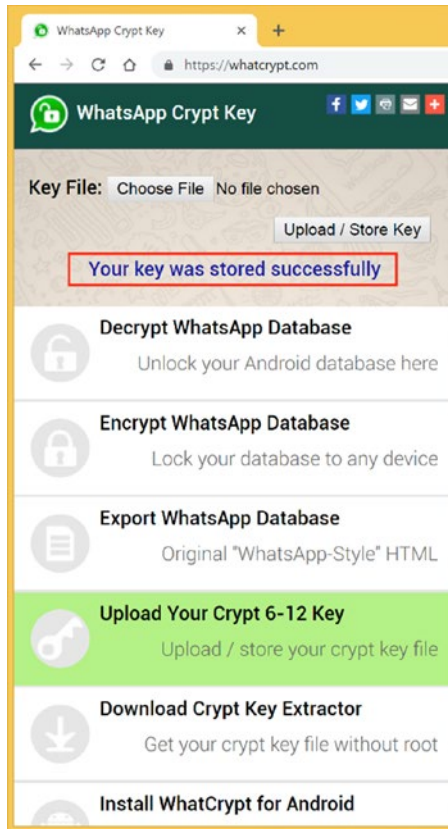 WhatsApp Crypt Key
https://whatcrypt.com
WhatsApp Crypt Key
Key File: Choose File No file chosen
Upload / Store Key
Your key was stored successfully
Decrypt WhatsApp Database
Unlock your Android database here
Encrypt WhatsApp Database
Lock your database to any device
Export WhatsApp Database
Original "WhatsApp-Style" HTML
Upload Your Crypt 6-12 Key
Upload / store your crypt key file
Download Crypt Key Extractor
Get your crypt key file without root
Install WhatCrypt for Android